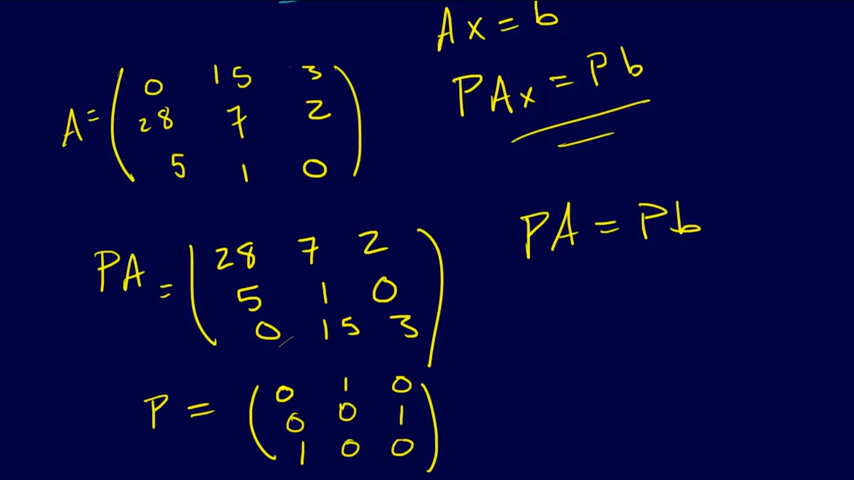 Ax = b
PAx = Pb
A = ( 0 15 3
28 7 2
5 1 0 )
PA = Pb
PA = ( 28 7 2
5 1 0
0 15 3 )
P = ( 0 1 0
0 0 1
1 0 0 )